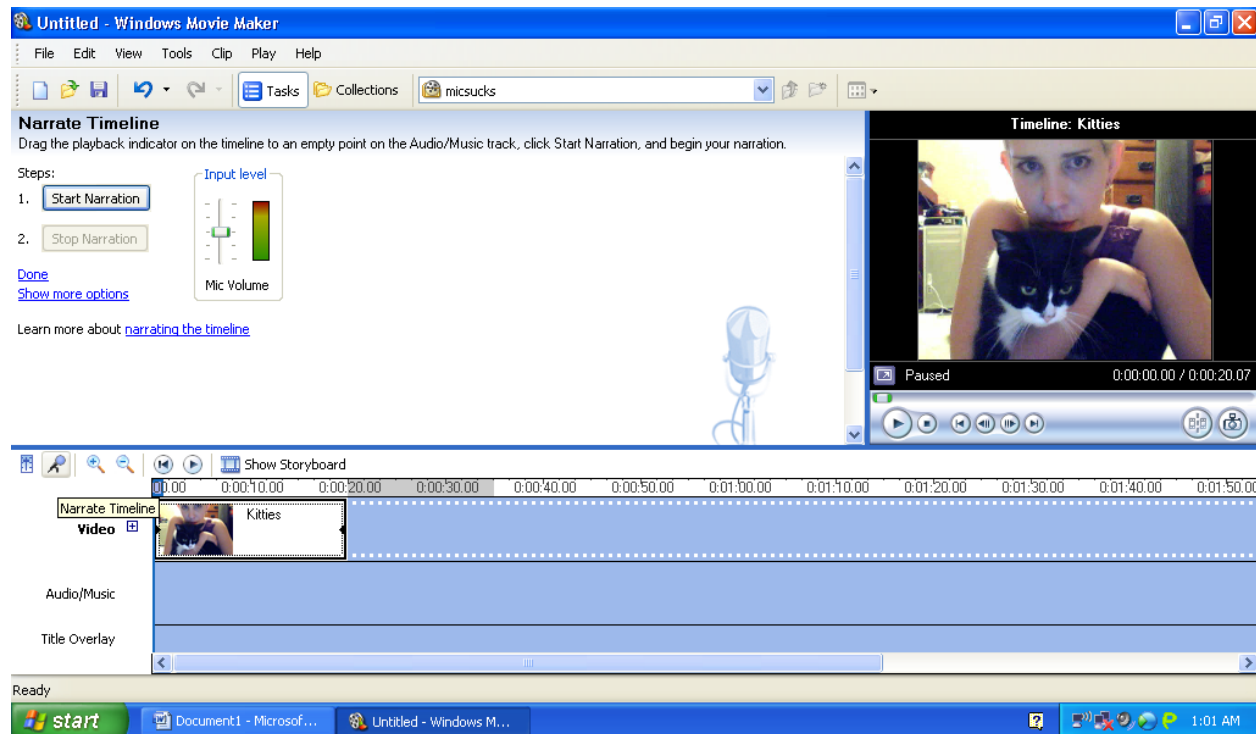 Untitled - Windows Movie Maker
File Edit View Tools Clip Play Help
Tasks Collections micsucks
Narrate Timeline
Drag the playback indicator on the timeline to an empty point on the Audio/Music track, click Start Narration, and begin your narration.
Steps:
1. Start Narration
2. Stop Narration
Done
Show more options
Learn more about narrating the timeline
Input level
Mic Volume
Timeline: Kitties
Paused 0:00:00.00 / 0:00:20.07
Show Storyboard
00.00 0:00:10.00 0:00:20.00 0:00:30.00 0:00:40.00 0:00:50.00 0:01:00.00 0:01:10.00 0:01:20.00 0:01:30.00 0:01:40.00 0:01:50.00
Narrate Timeline
Video Kitties
Audio/Music
Title Overlay
Ready
start Document1 - Microsof... Untitled - Windows M... 1:01 AM